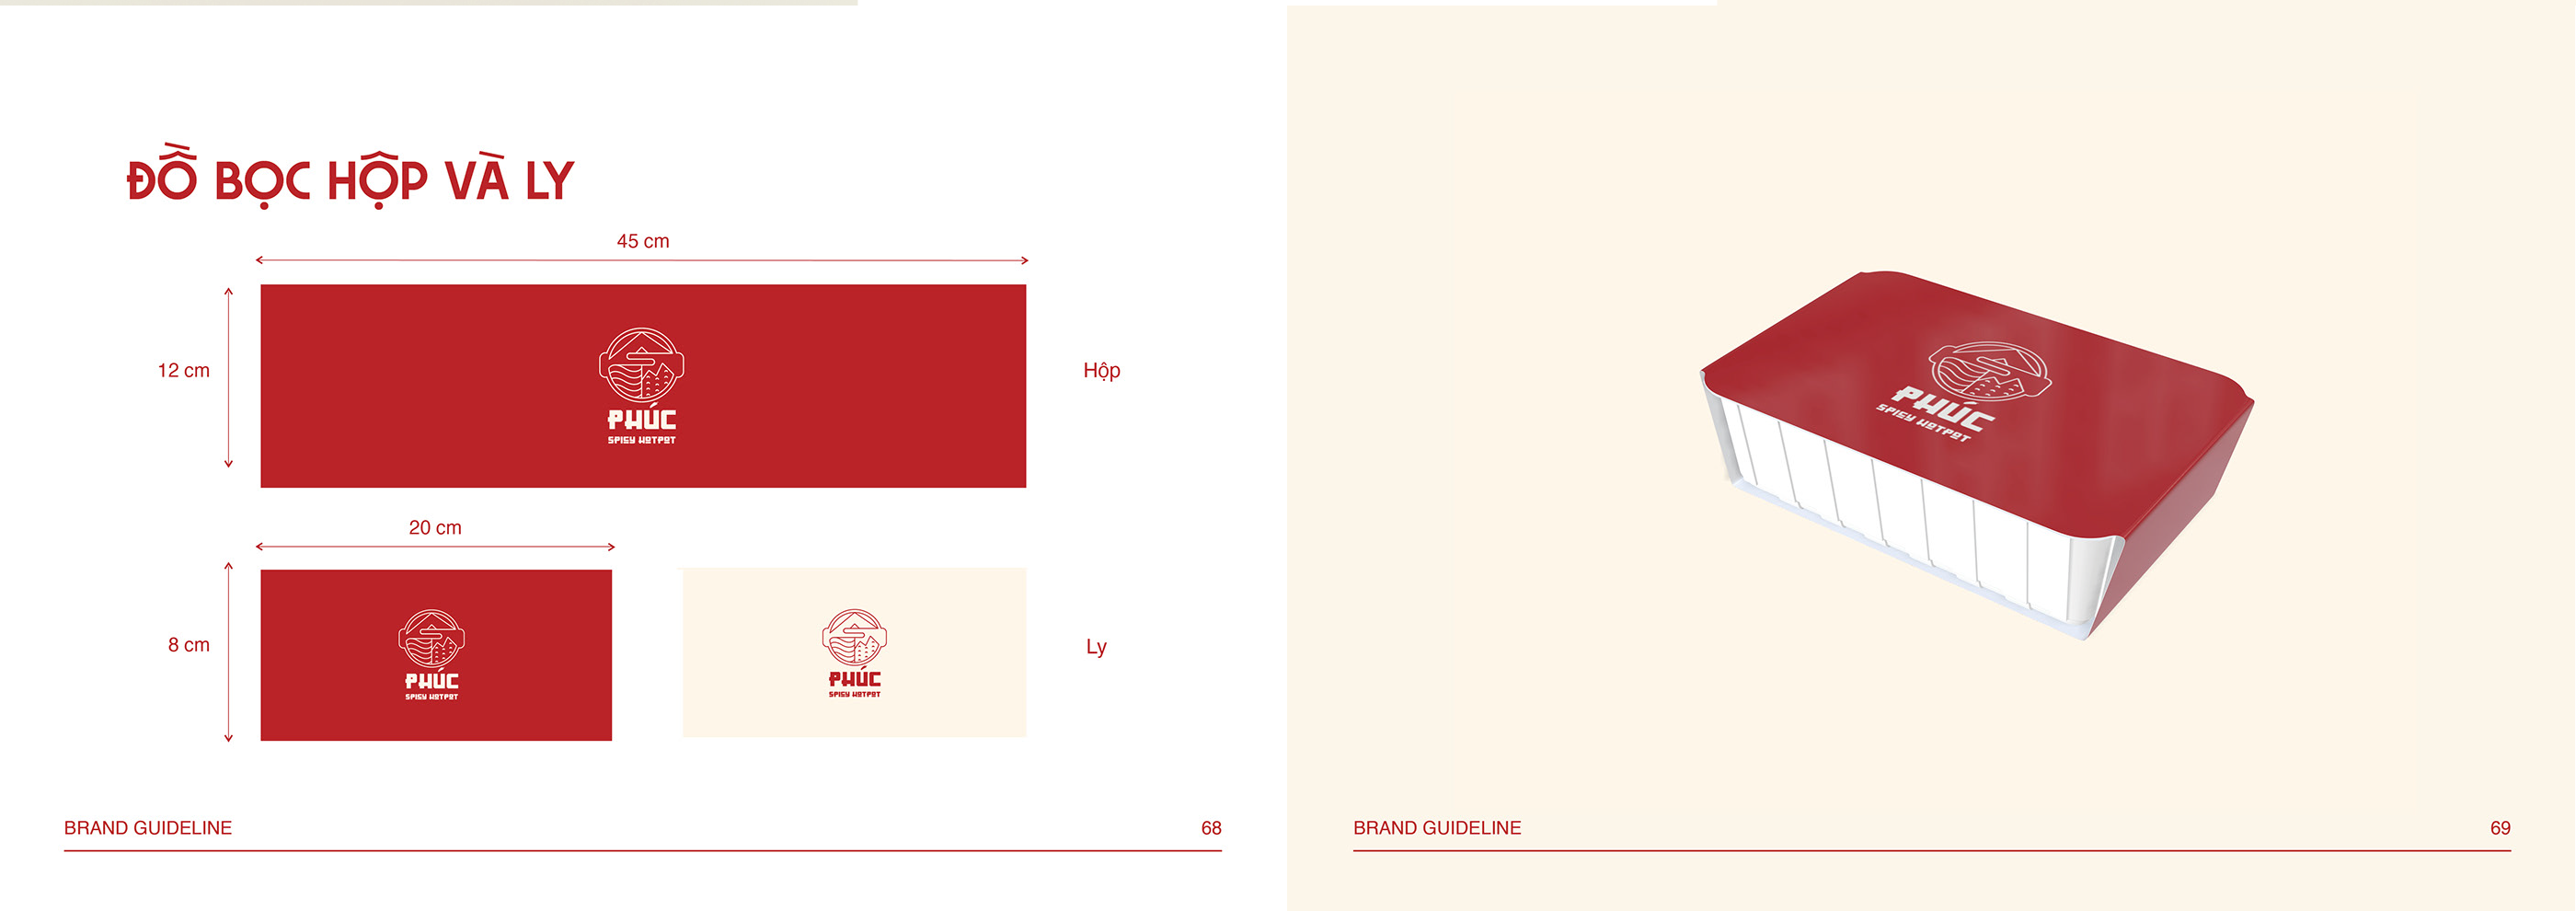 ĐỒ BỌC HỘP VÀ LY
45 cm
12 cm
PHÚC
SPICY HOTPOT
Hộp
20 cm
8 cm
PHÚC
SPICY HOTPOT
PHÚC
SPICY HOTPOT
Ly
BRAND GUIDELINE
68
PHÚC
SPICY HOTPOT
BRAND GUIDELINE
69